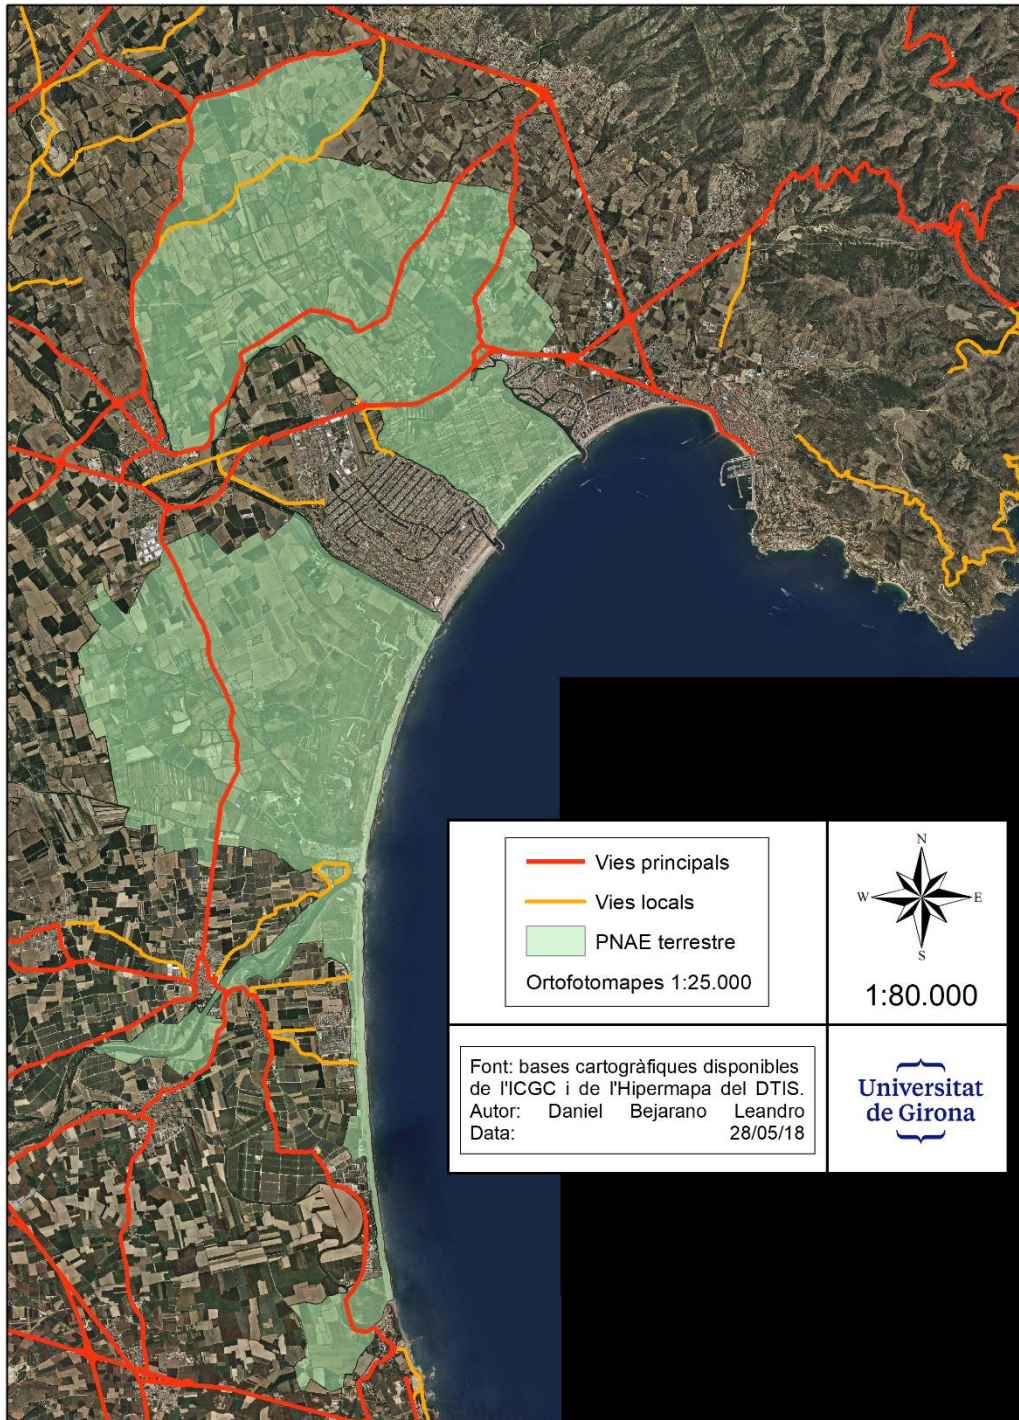 Vies principals
Vies locals
PNAE terrestre
Ortofotomapes 1:25.000
N
W
E
S
1:80.000
Font: bases cartogràfiques disponibles
de l'ICGC i de l'Hipermapa del DTIS.
Autor: Daniel Bejarano Leandro
Data: 28/05/18
Universitat
de Girona